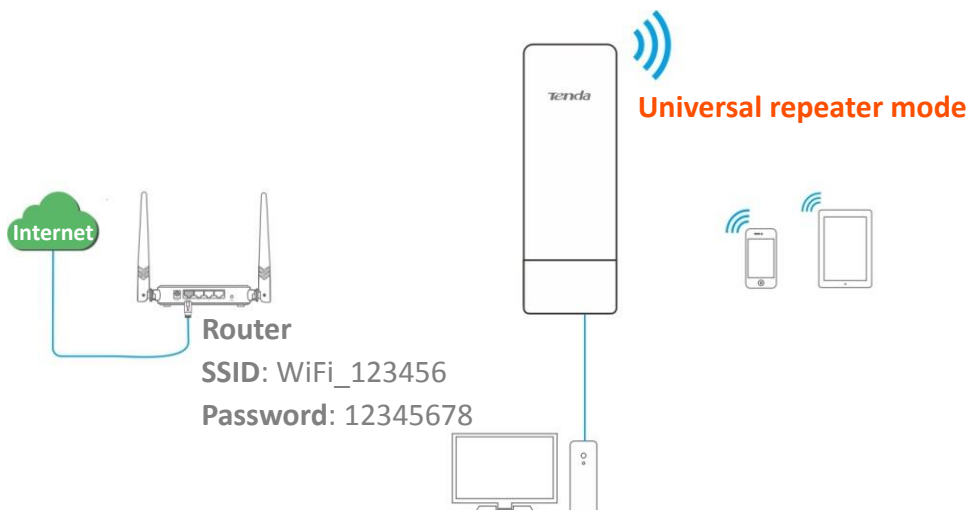 Tenda
Universal repeater mode
Internet
Router
SSID: WiFi_123456
Password: 12345678